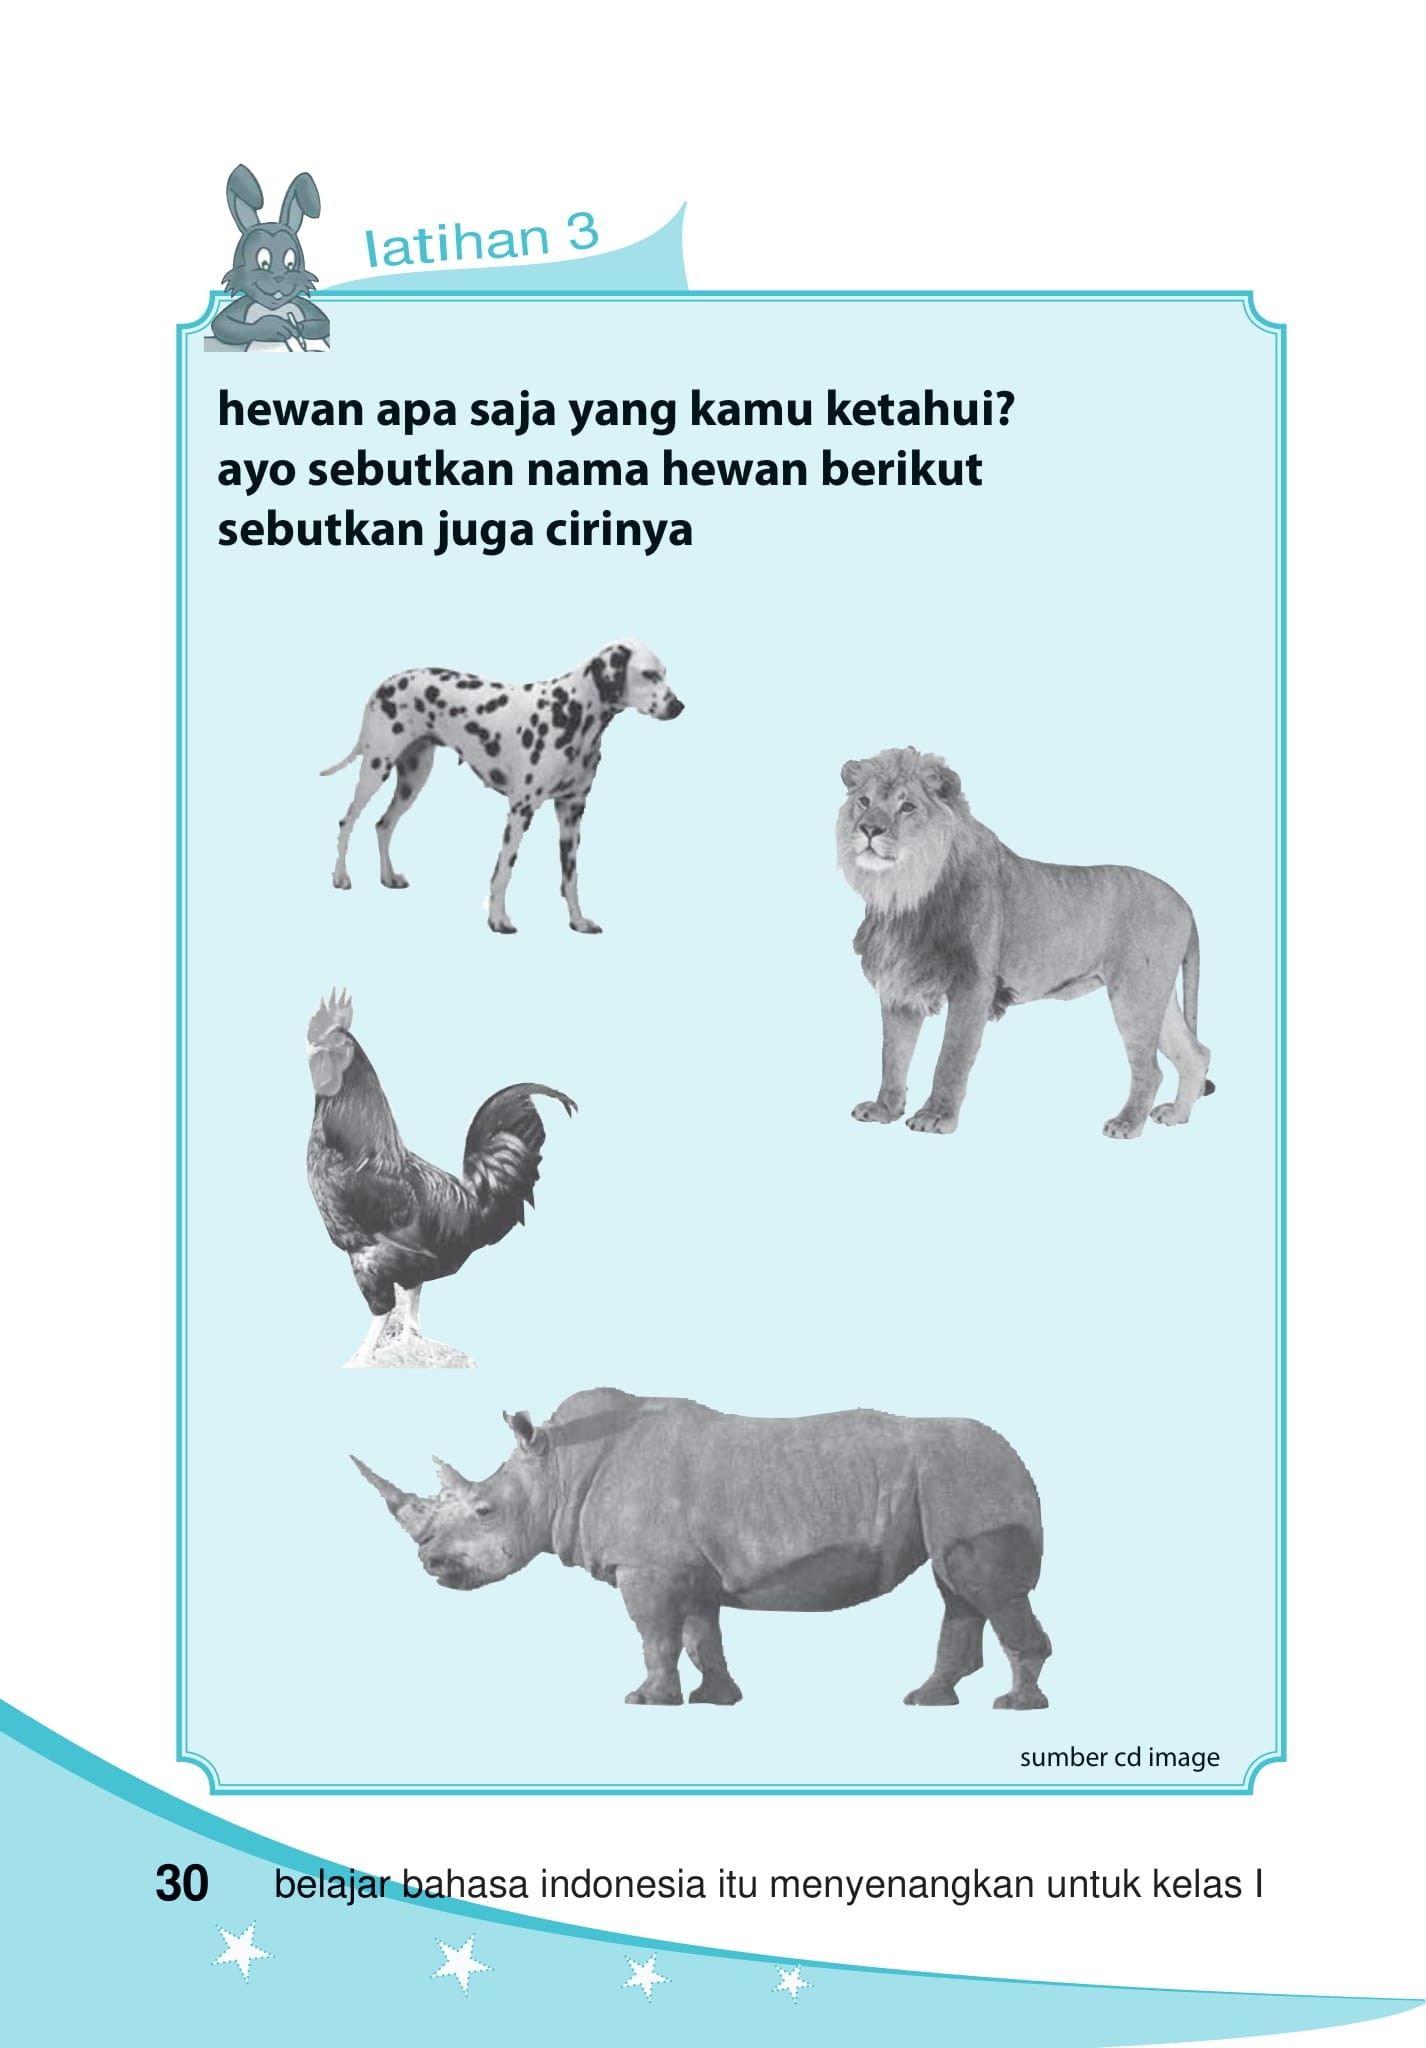 latihan 3
hewan apa saja yang kamu ketahui?
ayo sebutkan nama hewan berikut
sebutkan juga cirinya
sumber cd image
30 belajar bahasa indonesia itu menyenangkan untuk kelas I